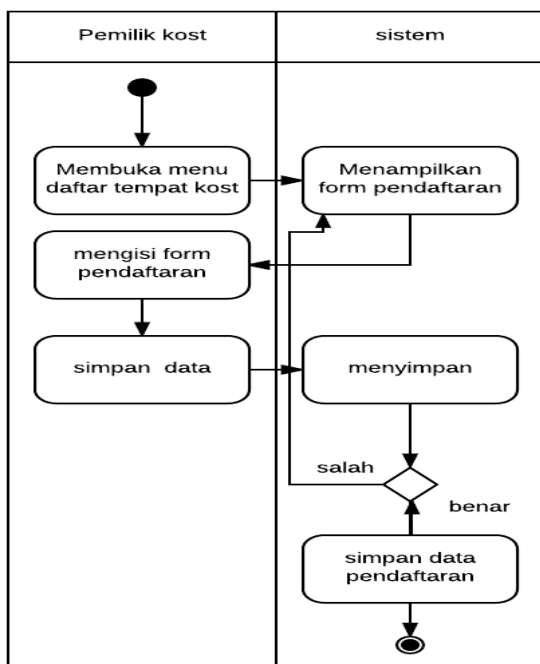 Pemilik kost
sistem
Membuka menu
daftar tempat kost
Menampilkan
form pendaftaran
mengisi form
pendaftaran
simpan data
menyimpan
salah
benar
simpan data
pendaftaran